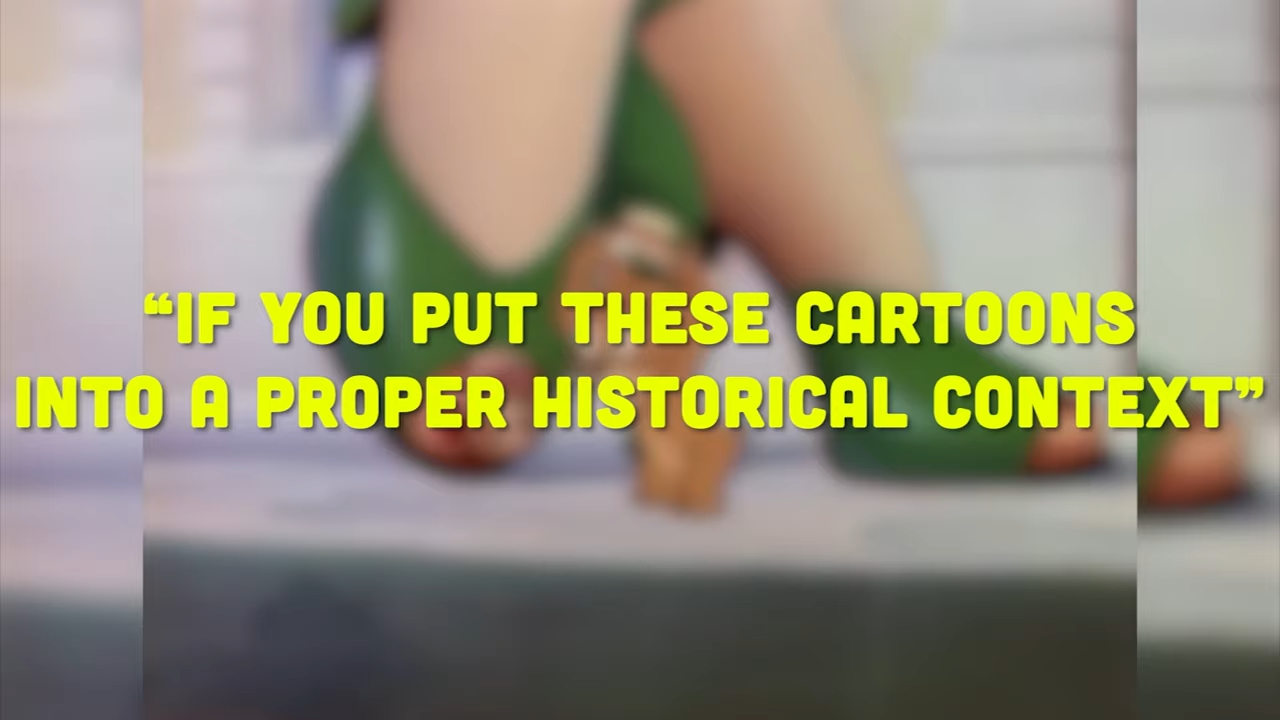 “IF YOU PUT THESE CARTOONS
INTO A PROPER HISTORICAL CONTEXT”